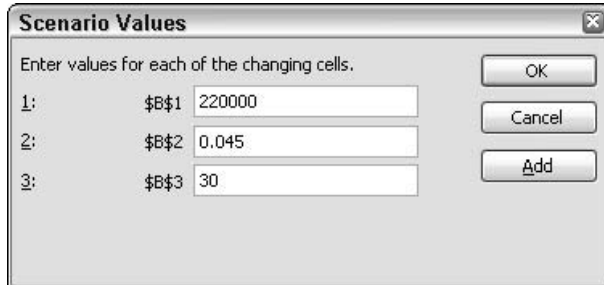 Scenario Values
Enter values for each of the changing cells.
OK
1: $B$1 220000
Cancel
2: $B$2 0.045
Add
3: $B$3 30